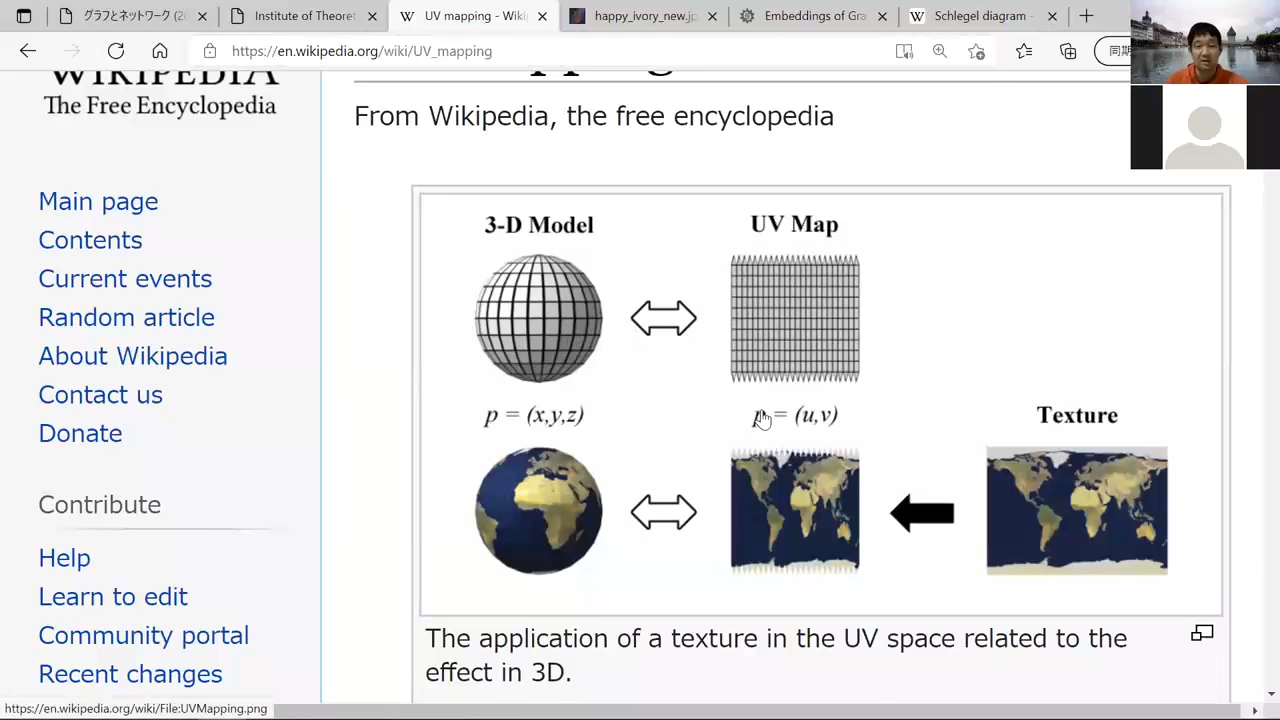 グラフとネットワーク (20
Institute of Theoret
UV mapping - Wiki
happy_ivory_new.jp
Embeddings of Gra
Schlegel diagram -
https://en.wikipedia.org/wiki/UV_mapping
同期
WIKIPEDIA
The Free Encyclopedia
From Wikipedia, the free encyclopedia
Main page
Contents
Current events
Random article
About Wikipedia
Contact us
Donate
Contribute
Help
Learn to edit
Community portal
Recent changes
3-D Model
UV Map
p = (x,y,z)
p = (u,v)
Texture
The application of a texture in the UV space related to the
effect in 3D.
https://en.wikipedia.org/wiki/File:UVMapping.png